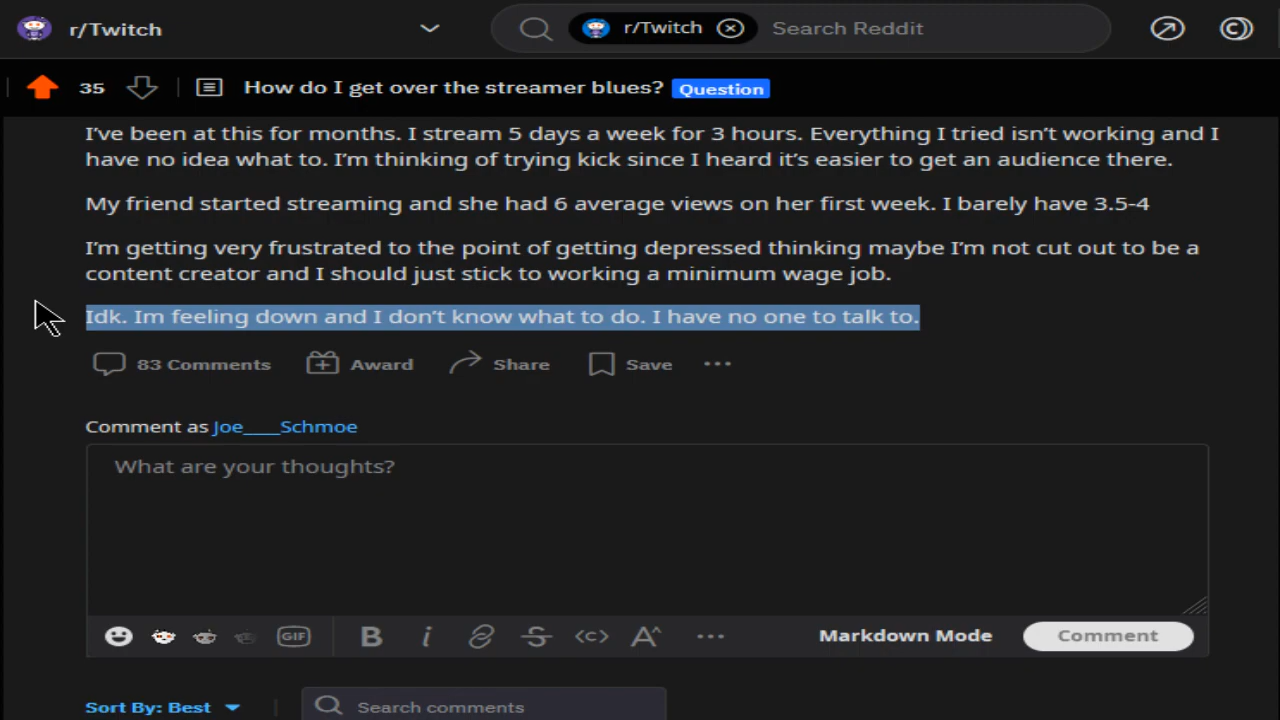 r/Twitch
r/Twitch Search Reddit
35 How do I get over the streamer blues? Question
I’ve been at this for months. I stream 5 days a week for 3 hours. Everything I tried isn’t working and I
have no idea what to. I’m thinking of trying kick since I heard it’s easier to get an audience there.
My friend started streaming and she had 6 average views on her first week. I barely have 3.5-4
I’m getting very frustrated to the point of getting depressed thinking maybe I’m not cut out to be a
content creator and I should just stick to working a minimum wage job.
Idk. Im feeling down and I don’t know what to do. I have no one to talk to.
83 Comments Award Share Save
Comment as Joe____Schmoe
What are your thoughts?
GIF B i S <c> A^ Markdown Mode Comment
Sort By: Best Search comments